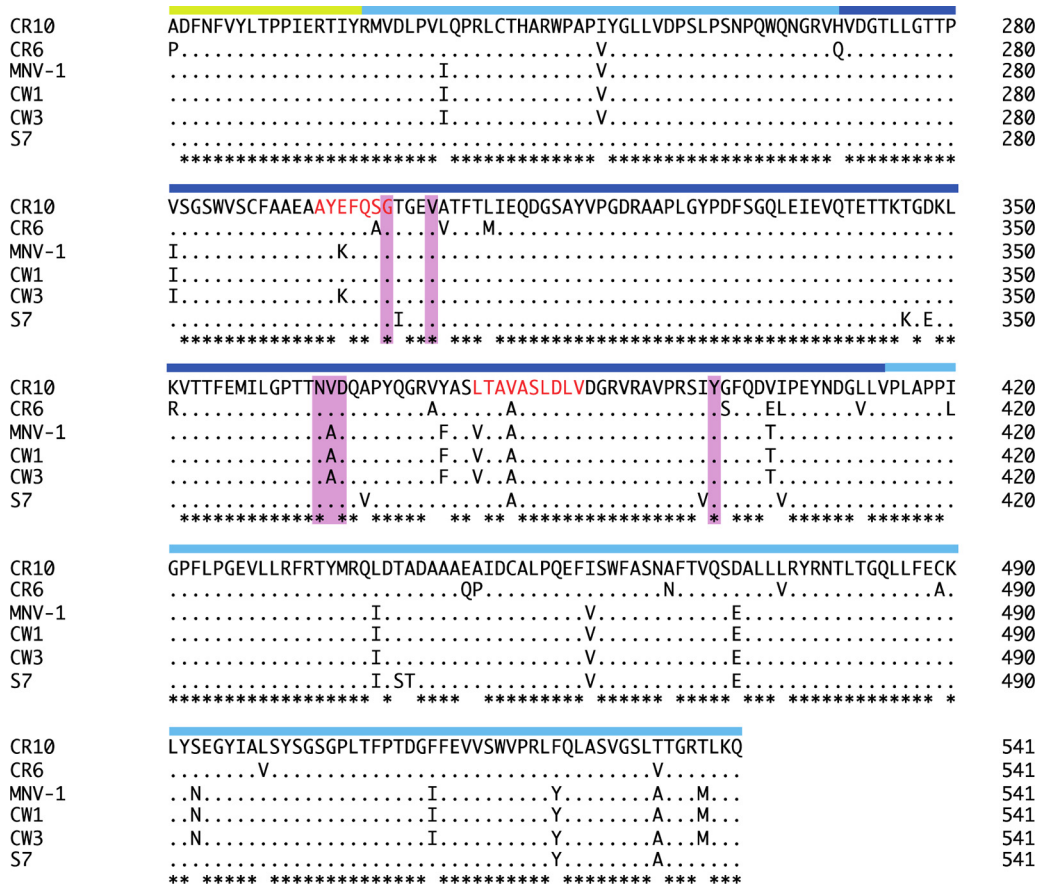 CR10 ADFNFVYLTPPIERTIYRMVDLPVLQPRLCTHARWPAPIYGLLVDPSLPSNPQWQNGRVHVDGTLLGTTP 280
CR6 P.....................................V....................Q.......... 280
MNV-1 ........................I.............V............................... 280
CW1 ........................I.............V............................... 280
CW3 ........................I.............V............................... 280
S7 ...................................................................... 280
*********************** ************* ******************** **********
CR10 VSGSWVSCFAAEAAYEFQSGTGEVATFTLIEQDGSAYVPGDRAAPLGYPDFSGQLEIEVQTETTKTGDKL 350
CR6 ..................A.....V...M......................................... 350
MNV-1 I..............K...................................................... 350
CW1 I..................................................................... 350
CW3 I..............K...................................................... 350
S7 ....................I............................................K.E.. 350
************** ** * *** *** ************************************ * **
CR10 KVTTFEMILGPTTNVDQAPYQGRVYASLTAVASLDLVDGRVRAVPRSIYGFQDVIPEYNDGLLVPLAPPI 420
CR6 R......................A......A..................S...EL......V.......L 420
MNV-1 ..............A.........F..V..A......................T................ 420
CW1 ..............A.........F..V..A......................T................ 420
CW3 ..............A.........F..V..A......................T................ 420
S7 .................V............A................V......V............... 420
************* ** *****  ** ** **************** * ***  ****** *******
CR10 GPFLPGEVLLRFRTYMRQLDTADAAAEAIDCALPQEFISWFASNAFTVQSDALLLRYRNTLTGQLLFECK 490
CR6 ..........................QP................N.........V.............A. 490
MNV-1 ..................I..................V............E................... 490
CW1 ..................I..................V............E................... 490
CW3 ..................I..................V............E................... 490
S7 ..................I.ST...............V............E................... 490
****************** *  ****  ********* ****** ***** *** ************* *
CR10 LYSEGYIALSYSGSGPLTFPTDGFFEVVSWVPRLFQLASVGSLTTGRTLKQ 541
CR6 ........V..................................V....... 541
MNV-1 ..N....................I..........Y........A...M... 541
CW1 ..N....................I..........Y........A...M... 541
CW3 ..N....................I..........Y........A...M... 541
S7 ..................................Y........A....... 541
** ***** ************** ********** ******** *** ***